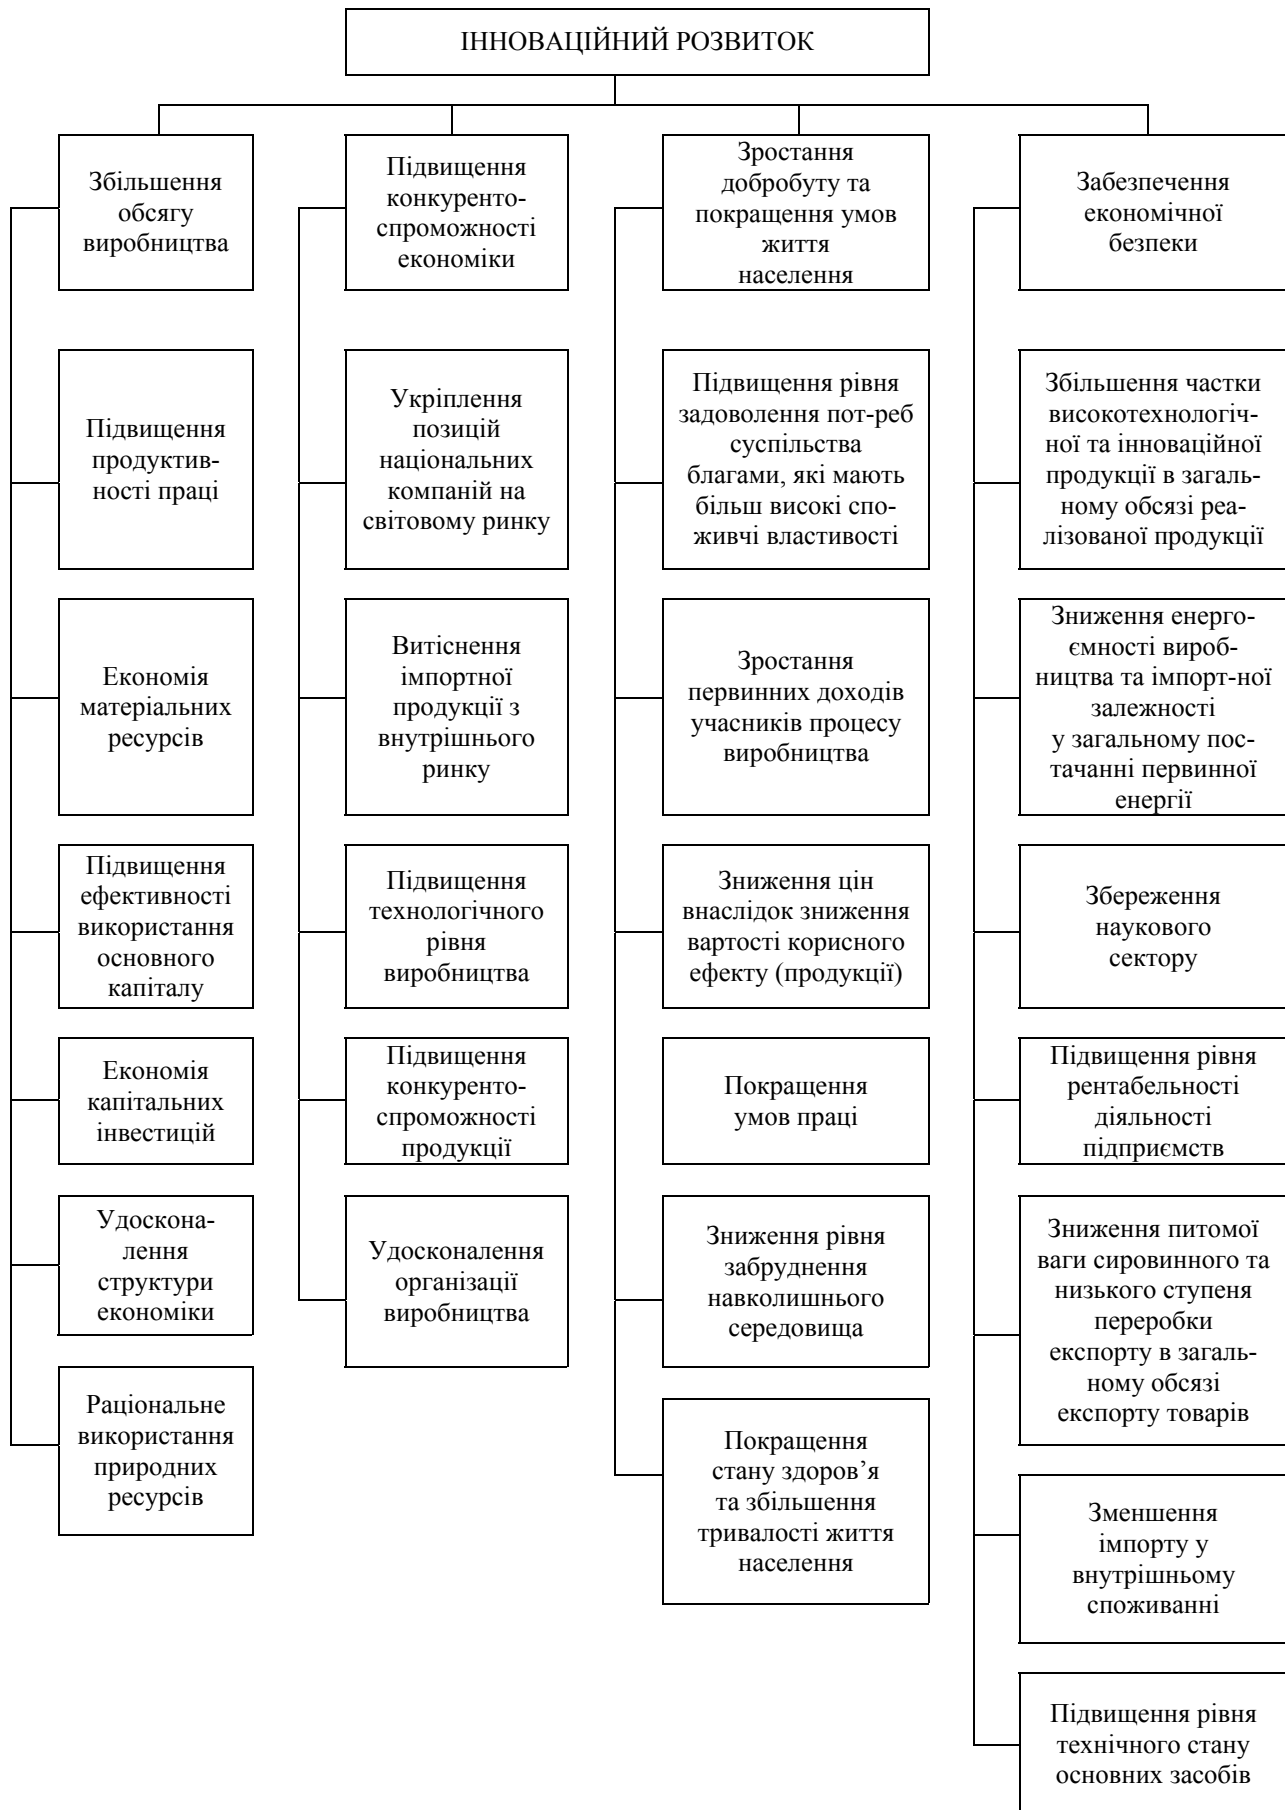 ІННОВАЦІЙНИЙ РОЗВИТОК
Збільшення
обсягу
виробництва
Підвищення
продуктив-
ності праці
Економія
матеріальних
ресурсів
Підвищення
ефективності
використання
основного
капіталу
Економія
капітальних
інвестицій
Удоскона-
лення
структури
економіки
Раціональне
використання
природних
ресурсів
Підвищення
конкуренто-
спроможності
економіки
Укріплення
позицій
національних
компаній на
світовому ринку
Витіснення
імпортної
продукції з
внутрішнього
ринку
Підвищення
технологічного
рівня
виробництва
Підвищення
конкуренто-
спроможності
продукції
Удосконалення
організації
виробництва
Зростання
добробуту та
покращення умов
життя
населення
Підвищення рівня
задоволення пот-реб
суспільства
благами, які мають
більш високі спо-
живчі властивості
Зростання
первинних доходів
учасників процесу
виробництва
Зниження цін
внаслідок зниження
вартості корисного
ефекту (продукції)
Покращення
умов праці
Зниження рівня
забруднення
навколишнього
середовища
Покращення
стану здоров’я
та збільшення
тривалості життя
населення
Забезпечення
економічної
безпеки
Збільшення частки
високотехнологіч-
ної та інноваційної
продукції в загаль-
ному обсязі реа-
лізованої продукції
Зниження енерго-
ємності вироб-
ництва та імпорт-ної
залежності
у загальному пос-
тачанні первинної
енергії
Збереження
наукового
сектору
Підвищення рівня
рентабельності
діяльності
підприємств
Зниження питомої
ваги сировинного та
низького ступеня
переробки
експорту в загаль-
ному обсязі
експорту товарів
Зменшення
імпорту у
внутрішньому
споживанні
Підвищення рівня
технічного стану
основних засобів